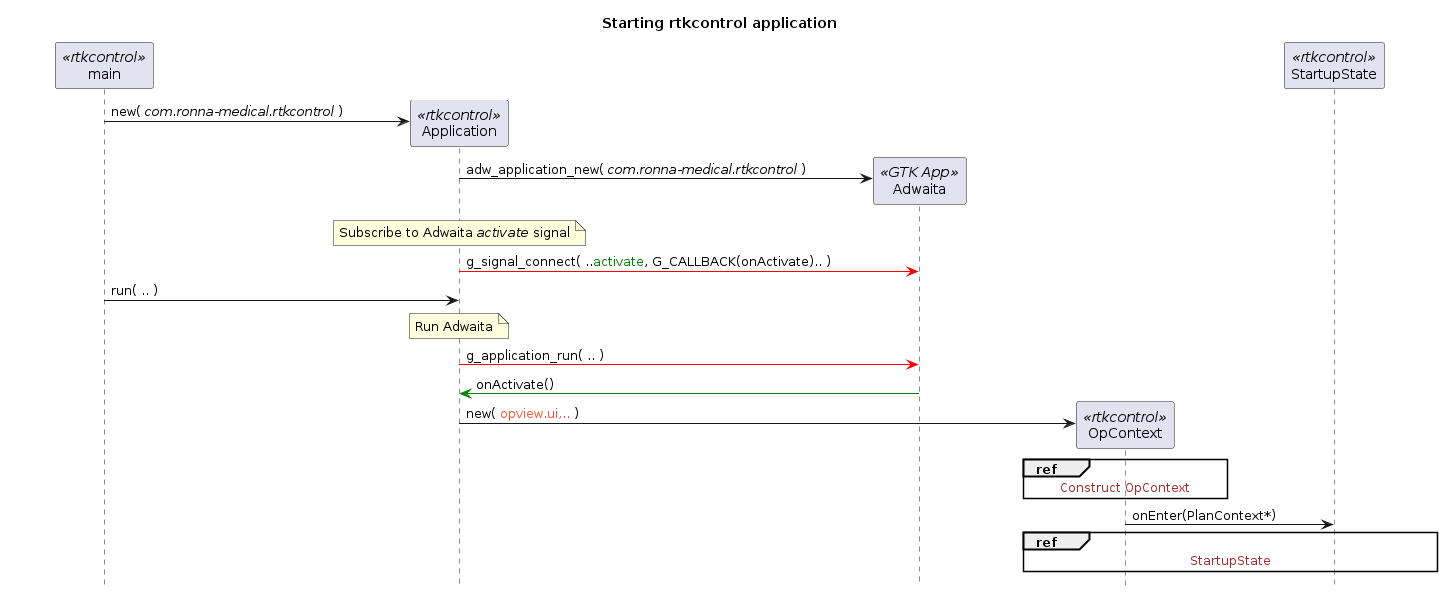 Starting rtkcontrol application
«rtkcontrol»
main
«rtkcontrol»
StartupState
new( com.ronna-medical.rtkcontrol )
«rtkcontrol»
Application
adw_application_new( com.ronna-medical.rtkcontrol )
«GTK App»
Adwaita
Subscribe to Adwaita activate signal
g_signal_connect( ..activate, G_CALLBACK(onActivate).. )
run( .. )
Run Adwaita
g_application_run( .. )
onActivate()
new( opview.ui,.. )
«rtkcontrol»
OpContext
ref
Construct OpContext
onEnter(PlanContext*)
ref
StartupState